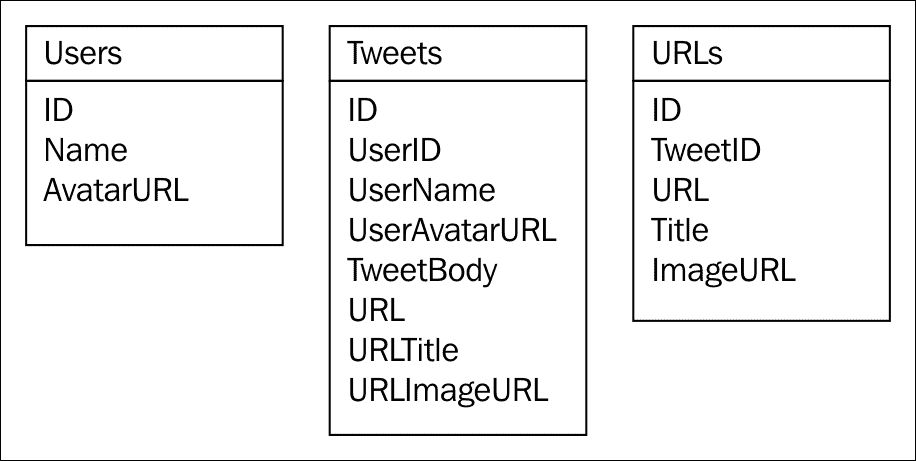 Users
ID
Name
AvatarURL
Tweets
ID
UserID
UserName
UserAvatarURL
TweetBody
URL
URLTitle
URLImageURL
URLs
ID
TweetID
URL
Title
ImageURL